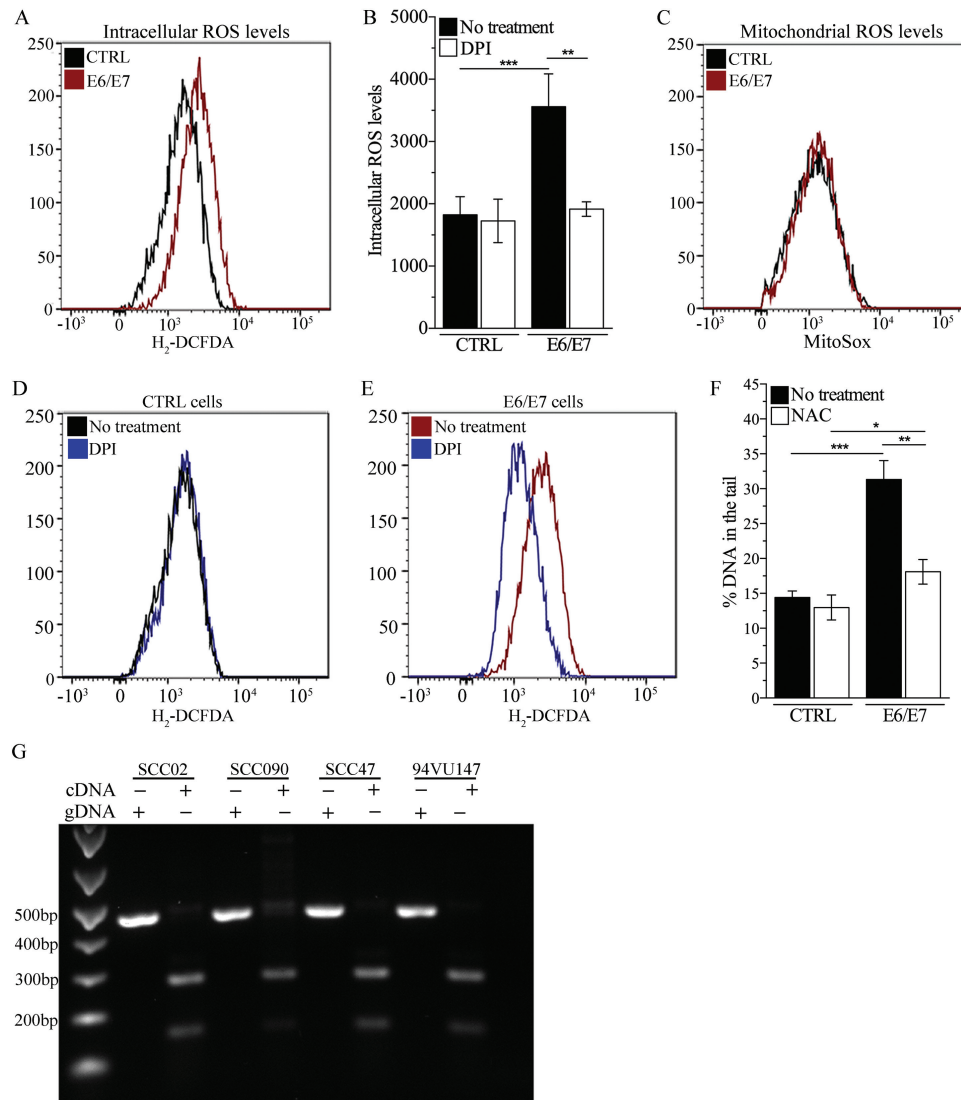 A
Intracellular ROS levels
CTRL
E6/E7
250
200
150
100
50
0
-10³ 0 10³ 10⁴ 10⁵
H₂-DCFDA
B
No treatment
DPI
*** **
Intracellular ROS levels
5000
4000
3000
2000
1000
0
CTRL E6/E7
C
Mitochondrial ROS levels
CTRL
E6/E7
250
200
150
100
50
0
-10³ 0 10³ 10⁴ 10⁵
MitoSox
D
CTRL cells
No treatment
DPI
250
200
150
100
50
0
-10³ 0 10³ 10⁴ 10⁵
H₂-DCFDA
E
E6/E7 cells
No treatment
DPI
250
200
150
100
50
0
-10³ 0 10³ 10⁴ 10⁵
H₂-DCFDA
F
No treatment
NAC
*
*** **
% DNA in the tail
45
40
35
30
25
20
15
10
5
0
CTRL E6/E7
G
SCC02 SCC090 SCC47 94VU147
cDNA − + − + − + − +
gDNA + − + − + − + −
500bp
400bp
300bp
200bp